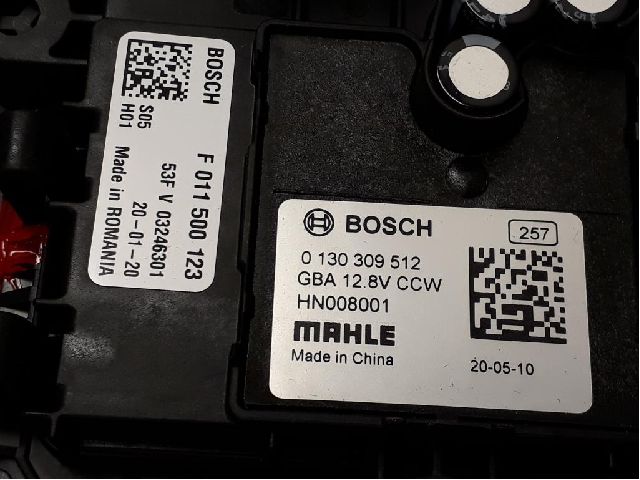 BOSCH
F 011 500 123
53F V 03246301
20-01-20
S05
H01
Made in ROMANIA
BOSCH
257
0 130 309 512
GBA 12.8V CCW
HN008001
MAHLE
Made in China
20-05-10